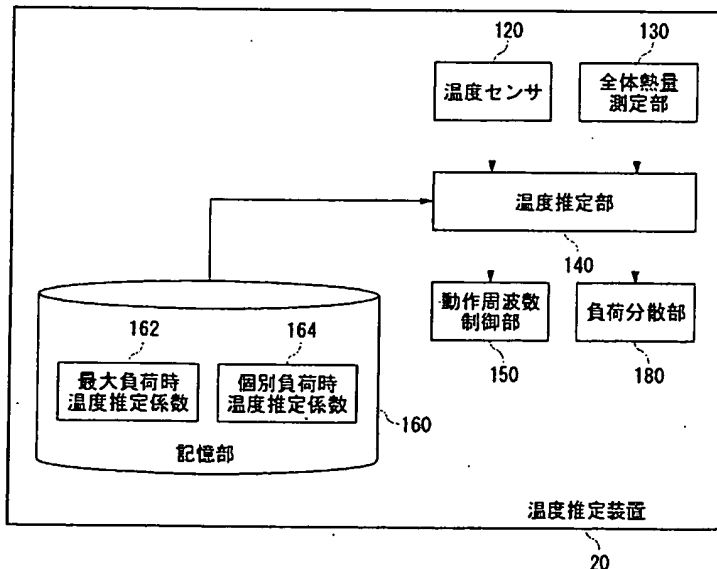 120
130
温度センサ
全体熱量
測定部
温度推定部
140
動作周波数
制御部
負荷分散部
150
180
162
164
最大負荷時
温度推定係数
個別負荷時
温度推定係数
160
記憶部
温度推定装置
20